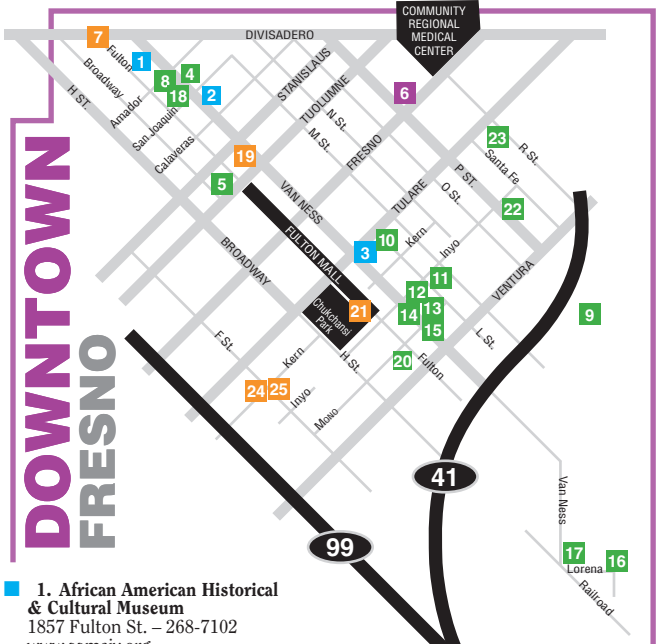 COMMUNITY
REGIONAL
MEDICAL
CENTER
DIVISADERO
7
Fulton
1
Broadway
H ST.
8
4
18
2
Amador
San Joaquin
Calaveras
STANISLAUS
TUOLUMNE
N St.
M St.
FRESNO
6
23
R St.
Santa Fe
P ST.
O St.
22
19
5
VAN NESS
TULARE
FULTON MALL
BROADWAY
3
10
Kern
Inyo
11
VENTURA
12
13
14
15
9
Chukchansi
Park
21
20
Fulton
L St.
F St.
Kern
H St.
24
25
Inyo
Mono
DOWNTOWN
FRESNO
41
99
Van Ness
17
16
Lorena
Railroad
1. African American Historical
& Cultural Museum
1857 Fulton St. – 268-7102